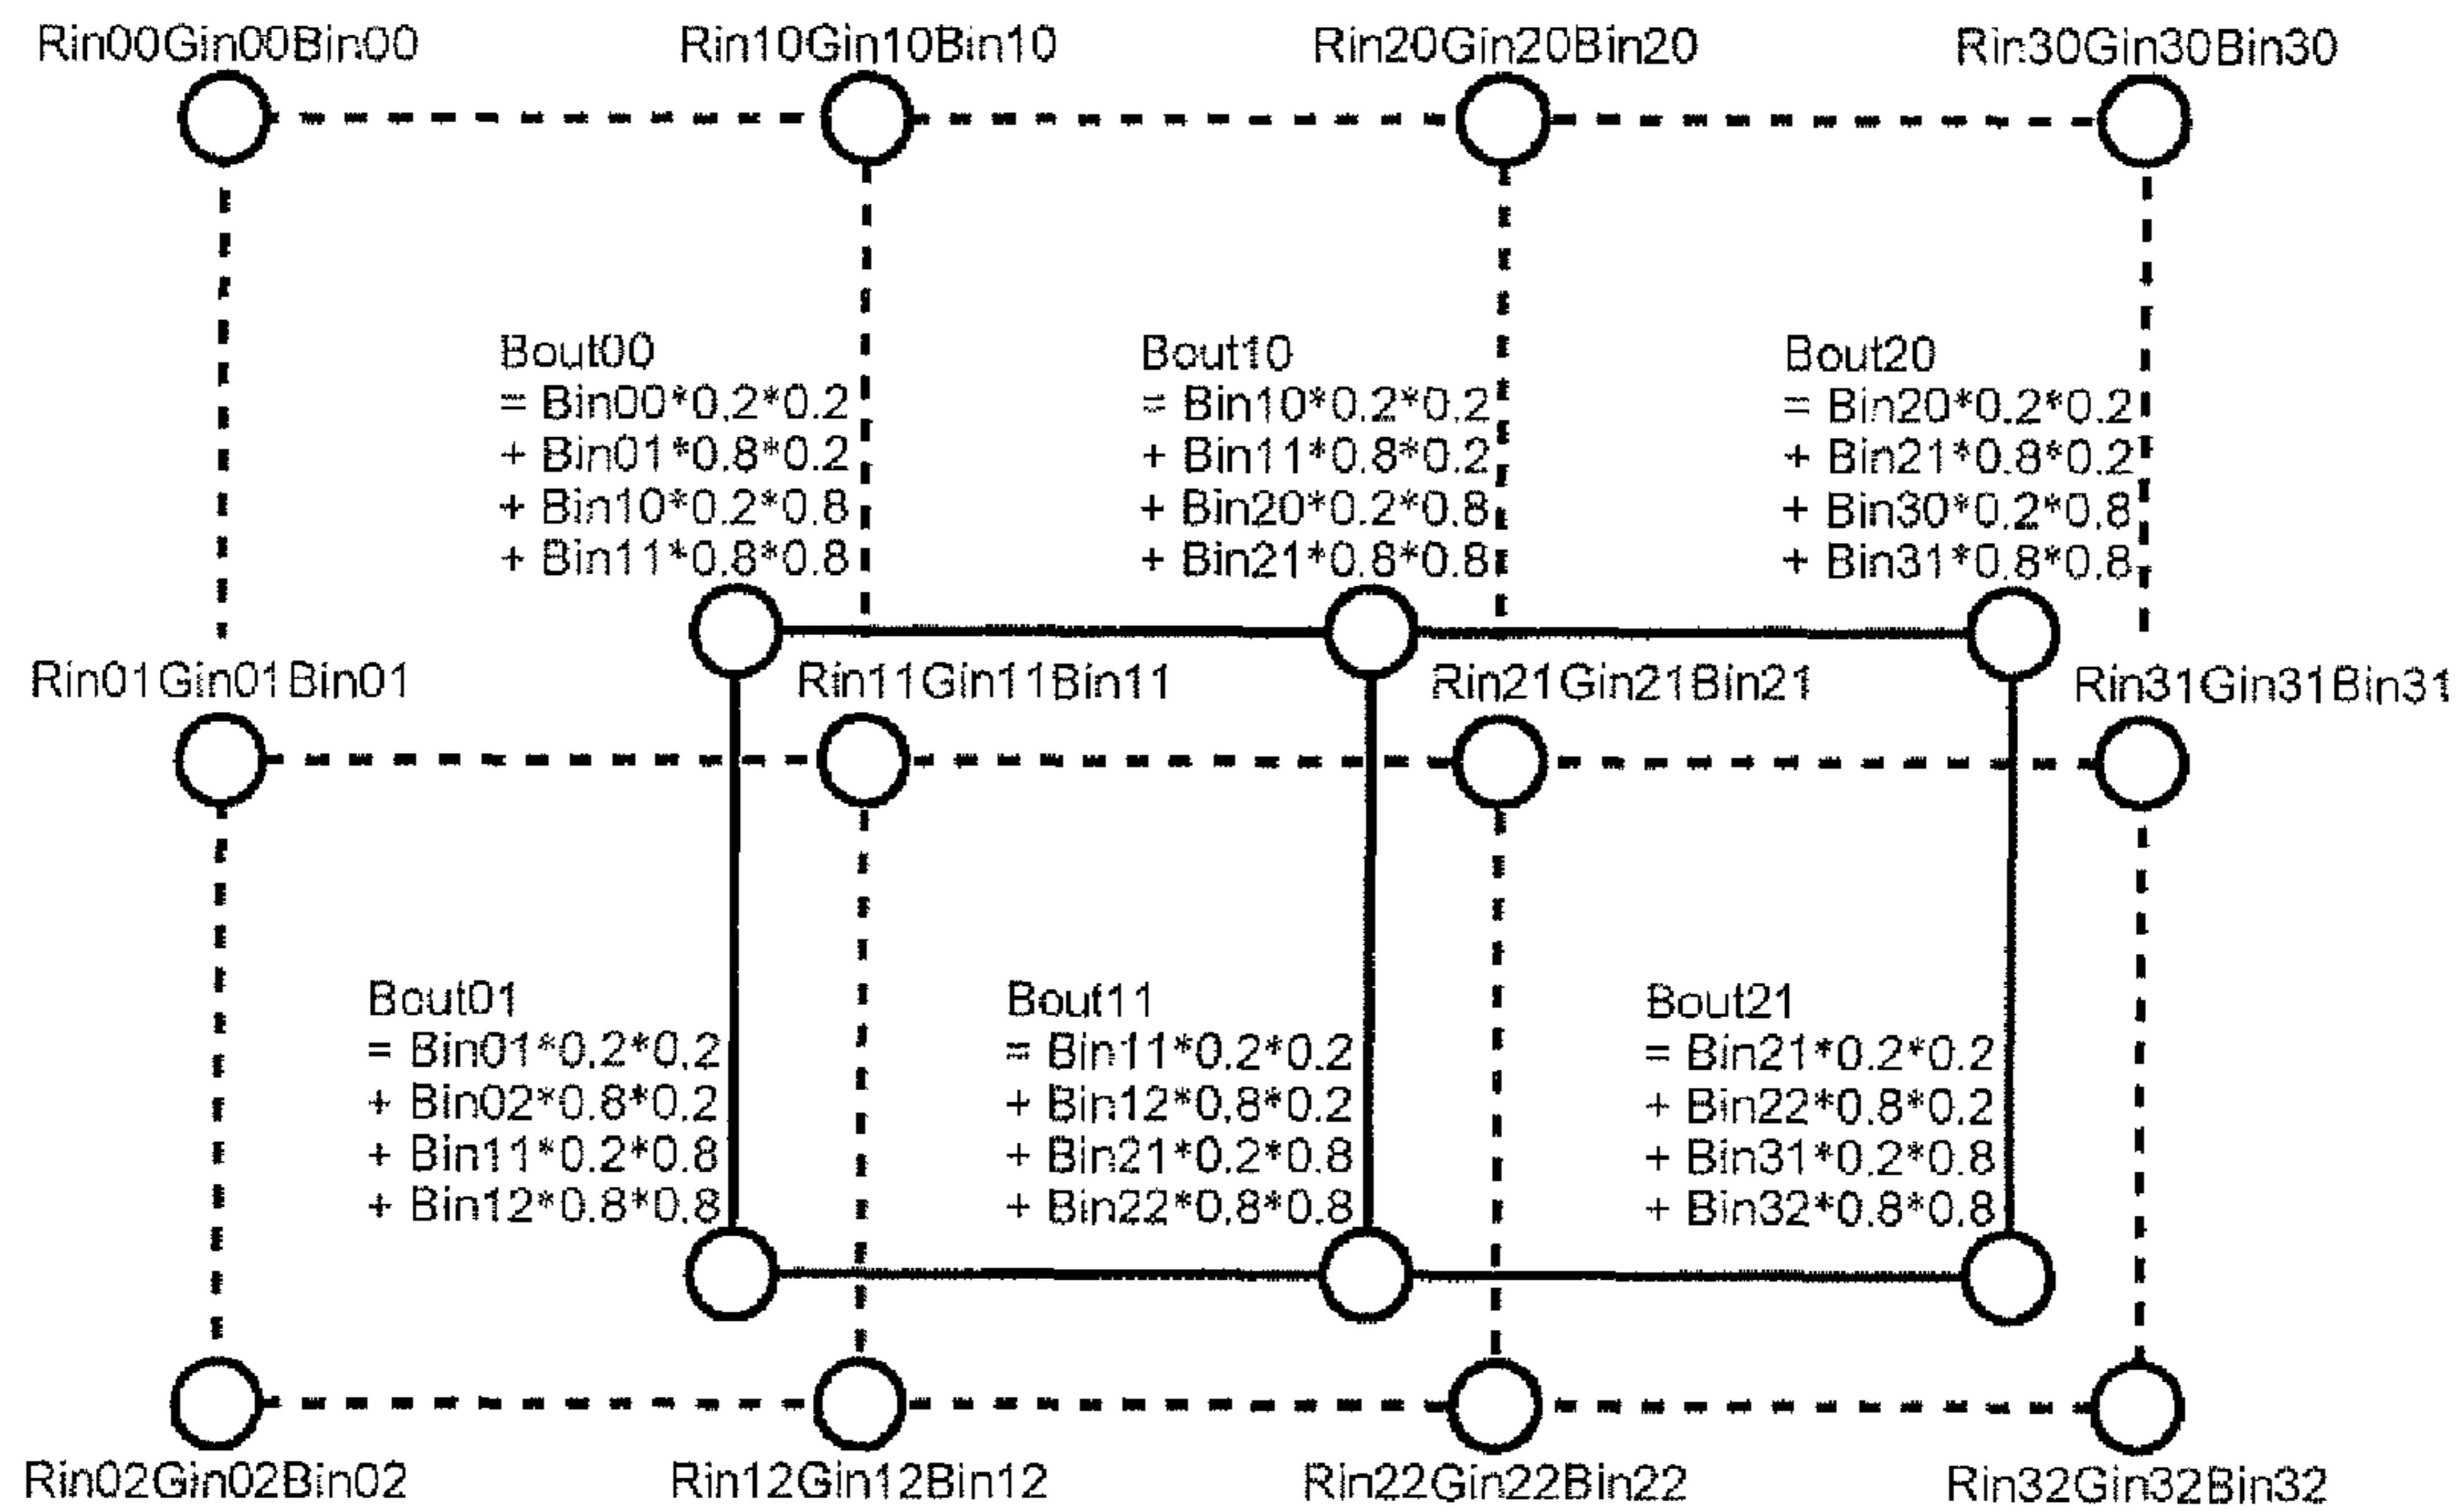 Rin00Gin00Bin00
Rin10Gin10Bin10
Rin20Gin20Bin20
Rin30Gin30Bin30
Bout00
= Bin00*0.2*0.2
+ Bin01*0.8*0.2
+ Bin10*0.2*0.8
+ Bin11*0.8*0.8
Bout10
= Bin10*0.2*0.2
+ Bin11*0.8*0.2
+ Bin20*0.2*0.8
+ Bin21*0.8*0.8
Bout20
= Bin20*0.2*0.2
+ Bin21*0.8*0.2
+ Bin30*0.2*0.8
+ Bin31*0.8*0.8
Rin01Gin01Bin01
Rin11Gin11Bin11
Rin21Gin21Bin21
Rin31Gin31Bin31
Bout01
= Bin01*0.2*0.2
+ Bin02*0.8*0.2
+ Bin11*0.2*0.8
+ Bin12*0.8*0.8
Bout11
= Bin11*0.2*0.2
+ Bin12*0.8*0.2
+ Bin21*0.2*0.8
+ Bin22*0.8*0.8
Bout21
= Bin21*0.2*0.2
+ Bin22*0.8*0.2
+ Bin31*0.2*0.8
+ Bin32*0.8*0.8
Rin02Gin02Bin02
Rin12Gin12Bin12
Rin22Gin22Bin22
Rin32Gin32Bin32